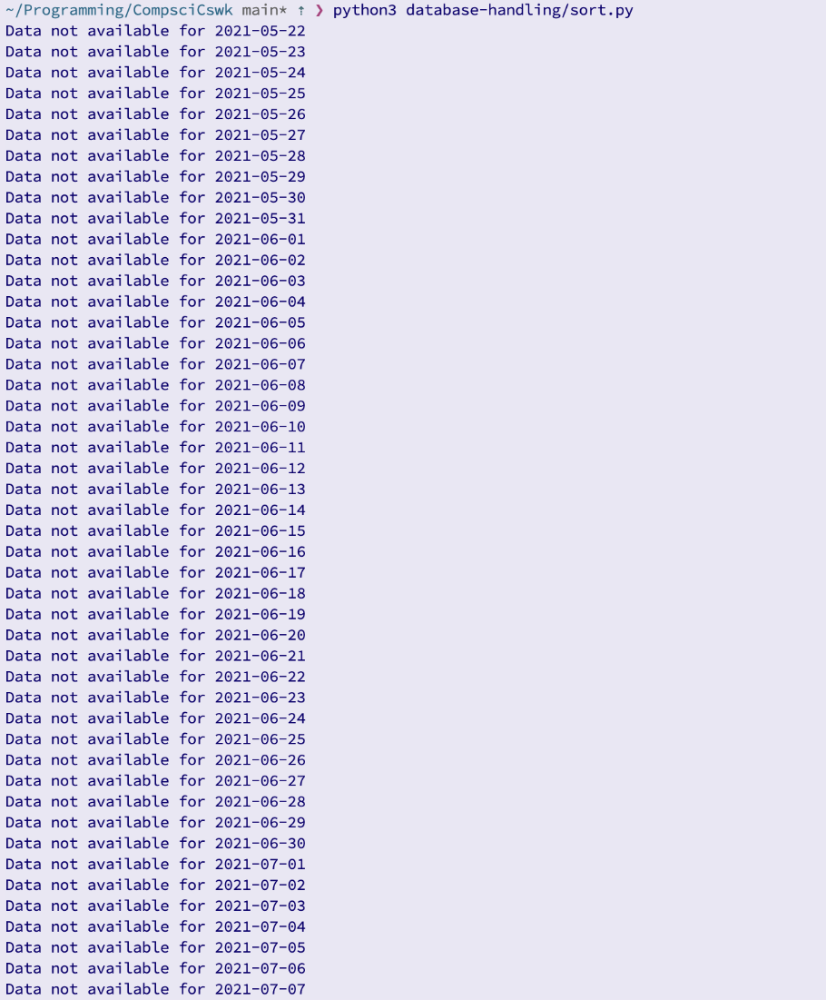 ~/Programming/CompsciCswk main* ↑ ❯ python3 database-handling/sort.py
Data not available for 2021-05-22
Data not available for 2021-05-23
Data not available for 2021-05-24
Data not available for 2021-05-25
Data not available for 2021-05-26
Data not available for 2021-05-27
Data not available for 2021-05-28
Data not available for 2021-05-29
Data not available for 2021-05-30
Data not available for 2021-05-31
Data not available for 2021-06-01
Data not available for 2021-06-02
Data not available for 2021-06-03
Data not available for 2021-06-04
Data not available for 2021-06-05
Data not available for 2021-06-06
Data not available for 2021-06-07
Data not available for 2021-06-08
Data not available for 2021-06-09
Data not available for 2021-06-10
Data not available for 2021-06-11
Data not available for 2021-06-12
Data not available for 2021-06-13
Data not available for 2021-06-14
Data not available for 2021-06-15
Data not available for 2021-06-16
Data not available for 2021-06-17
Data not available for 2021-06-18
Data not available for 2021-06-19
Data not available for 2021-06-20
Data not available for 2021-06-21
Data not available for 2021-06-22
Data not available for 2021-06-23
Data not available for 2021-06-24
Data not available for 2021-06-25
Data not available for 2021-06-26
Data not available for 2021-06-27
Data not available for 2021-06-28
Data not available for 2021-06-29
Data not available for 2021-06-30
Data not available for 2021-07-01
Data not available for 2021-07-02
Data not available for 2021-07-03
Data not available for 2021-07-04
Data not available for 2021-07-05
Data not available for 2021-07-06
Data not available for 2021-07-07